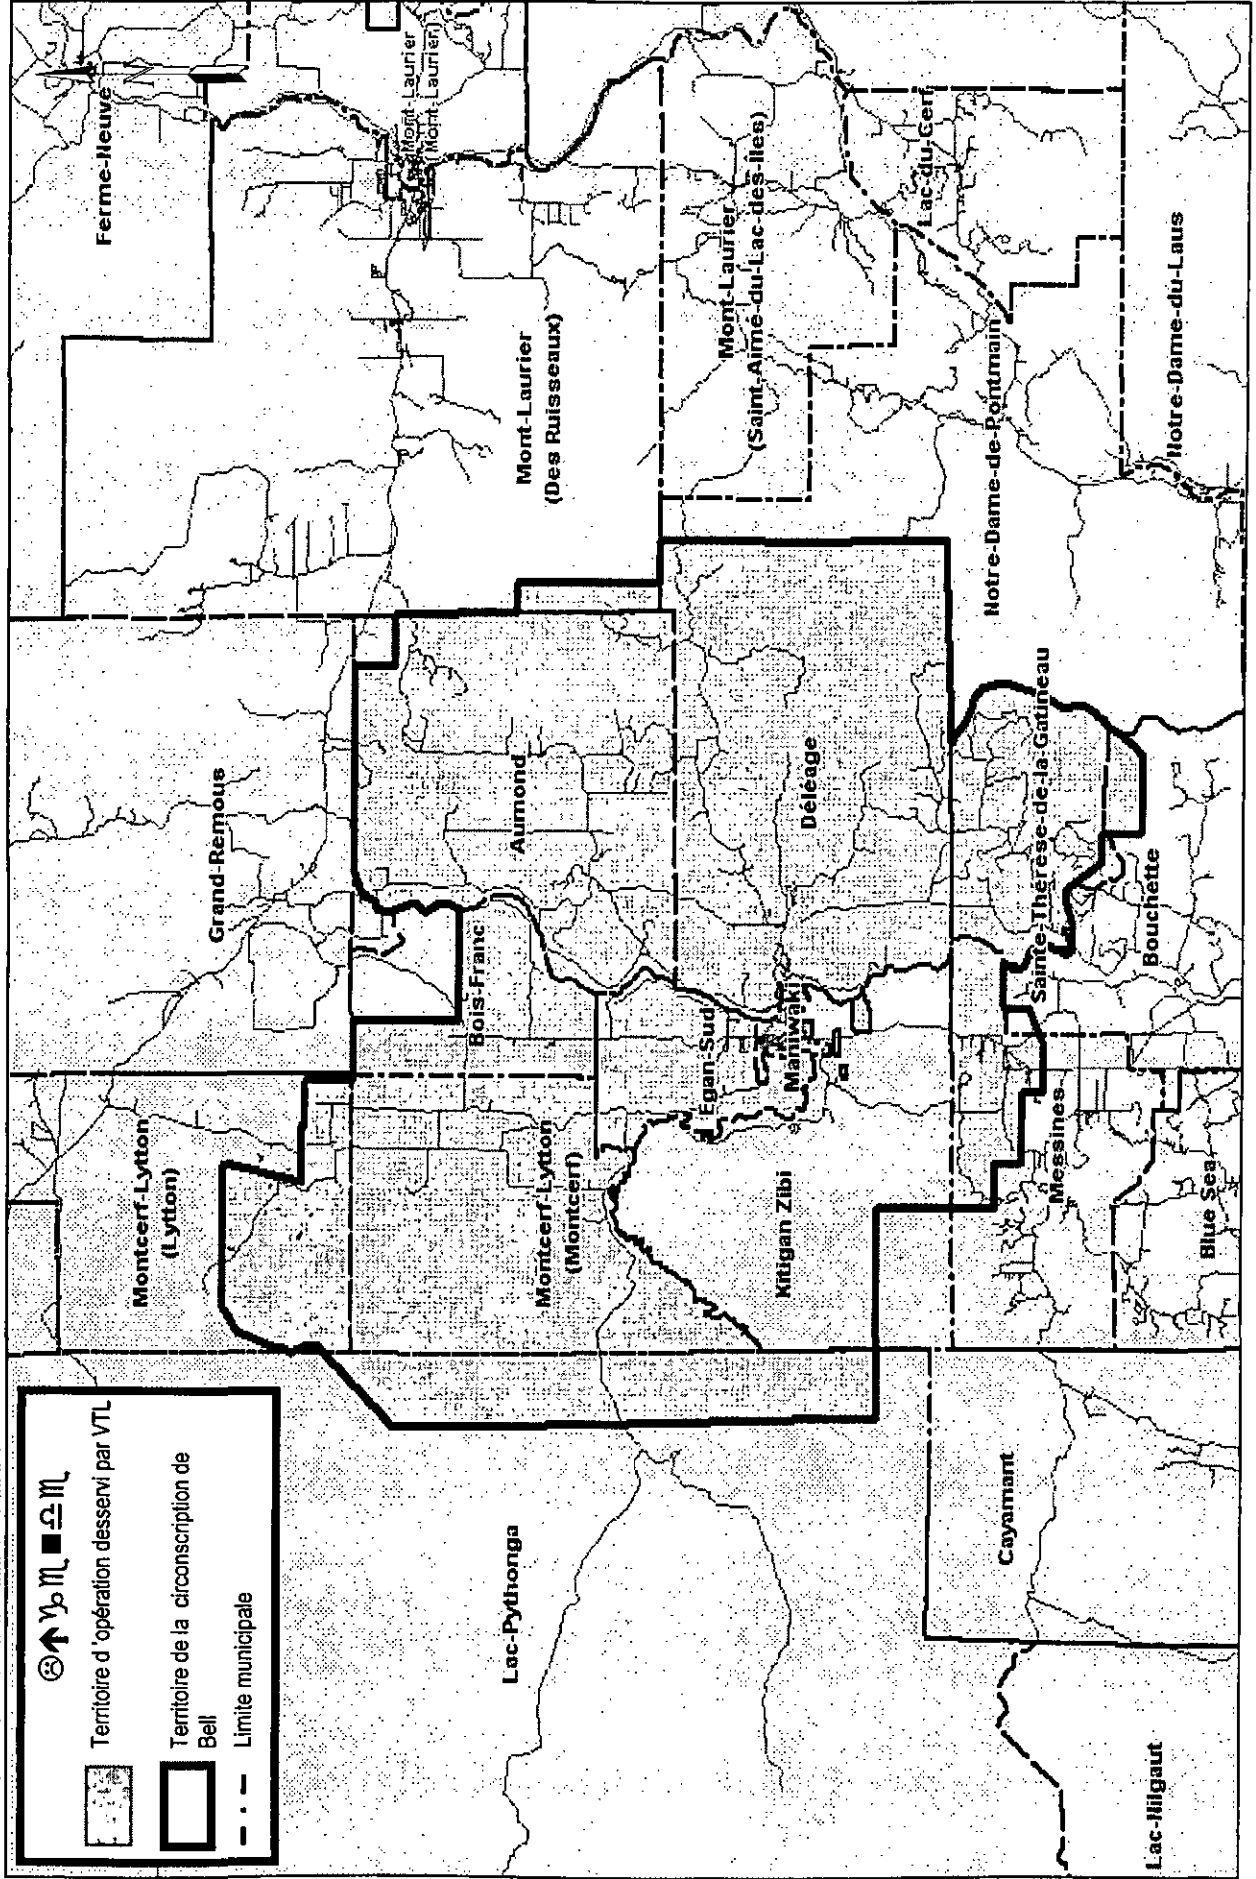 ☹↑♑♏■♎♏
Territoire d'opération desservi par VTL
Territoire de la circonscription de
Bell
Limite municipale
Ferme-Neuve
N
Mont-Laurier
Mont-Laurier
Grand-Remous
Montcerf-Lytton
(Lytton)
Mont-Laurier
(Des Ruisseaux)
Aumond
Bois-Franc
Montcerf-Lytton
(Montcerf)
Lac-Pythonga
Mont-Laurier
(Saint-Aimé-du-Lac-des-Iles)
Déléage
Egan-Sud
Maniwaki
Kitigan Zibi
Lac-du-Cerf
Notre-Dame-de-Pontmain
Sainte-Thérèse-de-la-Gatineau
Messines
Cayamant
Notre-Dame-du-Laus
Bouchette
Blue Sea
Lac-Nilgaut